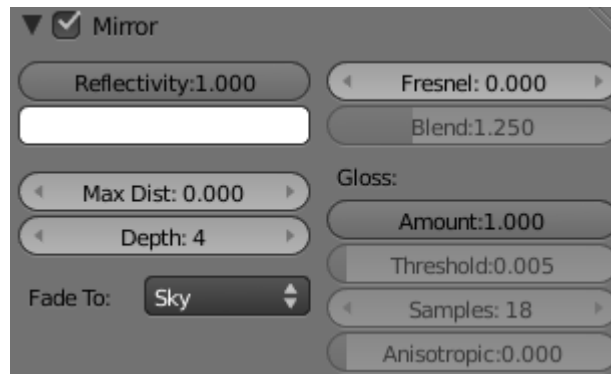 Mirror
Reflectivity:1.000
Fresnel: 0.000
Blend:1.250
Max Dist: 0.000
Depth: 4
Fade To: Sky
Gloss:
Amount:1.000
Threshold:0.005
Samples: 18
Anisotropic:0.000